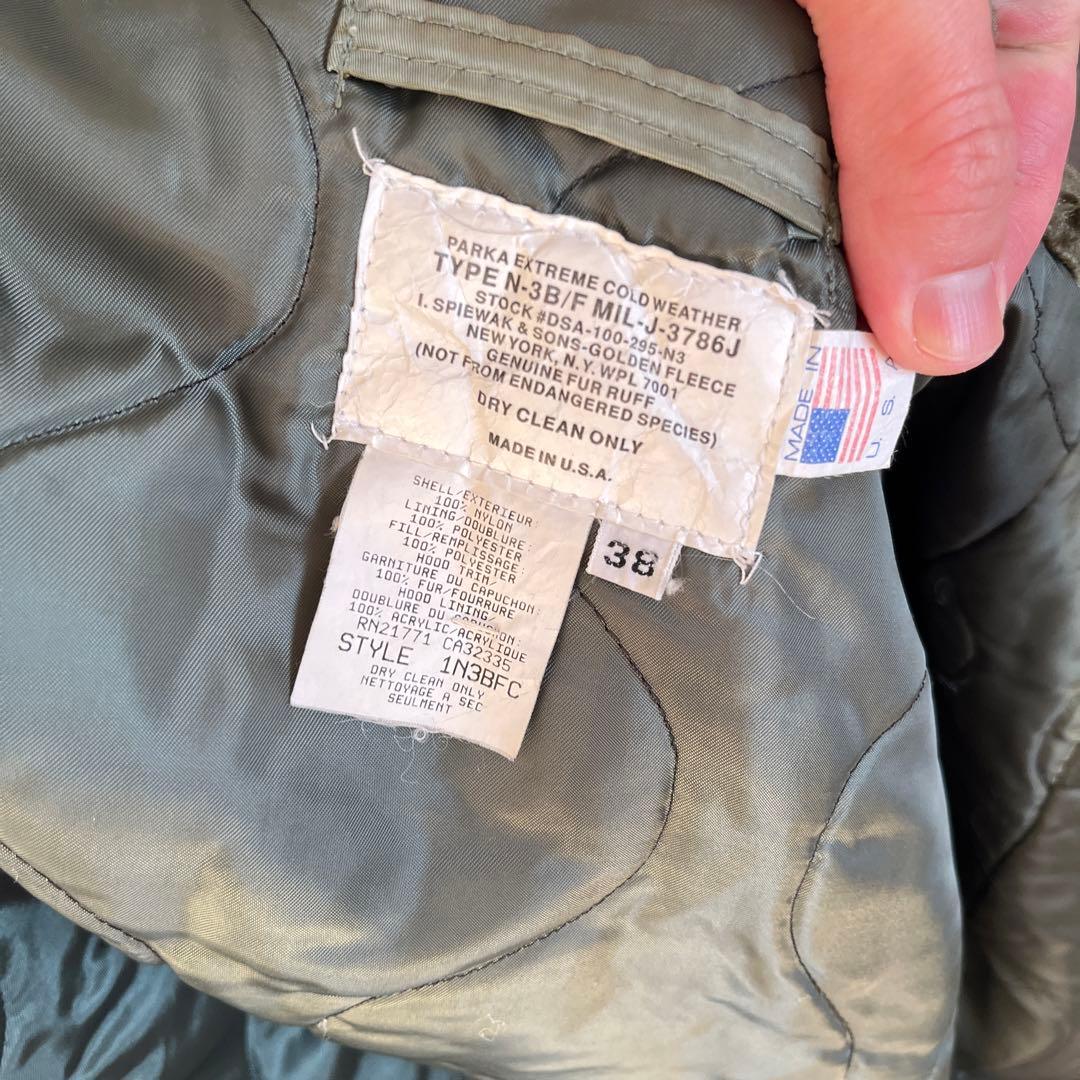 PARKA EXTREME COLD WEATHER
TYPE N-3B/F MIL-J-3786J
STOCK #DSA-100-295-N3
I. SPIEWAK & SONS-GOLDEN FLEECE
NEW YORK, N.Y. WPL 7001
GENUINE FUR RUFF
(NOT FROM ENDANGERED SPECIES)
DRY CLEAN ONLY
MADE IN U.S.A.
MADE IN
U. S. A
38
SHELL/EXTERIEUR:
100% NYLON
LINING/DOUBLURE:
100% POLYESTER
FILL/REMPLISSAGE:
100% POLYESTER
HOOD TRIM/
GARNITURE DU CAPUCHON:
100% FUR/FOURRURE
HOOD LINING/
DOUBLURE DU CAPUCHON:
100% ACRYLIC/ACRYLIQUE
RN21771 CA32335
STYLE 1N3BFC
DRY CLEAN ONLY
NETTOYAGE A SEC
SEULMENT